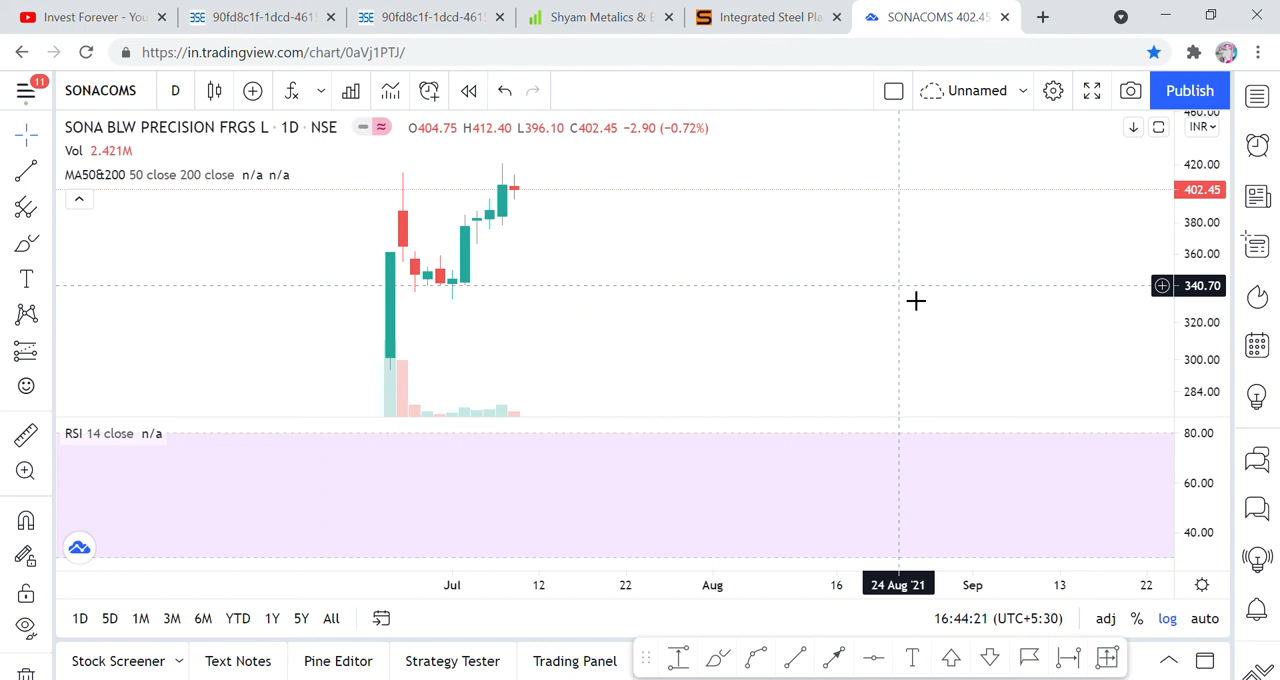 Invest Forever - You
90fd8c1f-1dcd-461
90fd8c1f-1dcd-461
Shyam Metalics &
Integrated Steel Pla
SONACOMS 402.45
https://in.tradingview.com/chart/0aVj1PTJ/
11
SONACOMS
D
Unnamed
Publish
SONA BLW PRECISION FRGS L · 1D · NSE
O404.75 H412.40 L396.10 C402.45 −2.90 (−0.72%)
Vol 2.421M
MA50&200 50 close 200 close n/a n/a
460.00
INR
420.00
402.45
380.00
360.00
340.70
320.00
300.00
284.00
RSI 14 close n/a
80.00
60.00
40.00
Jul
12
22
Aug
16
24 Aug '21
Sep
13
22
1D 5D 1M 3M 6M YTD 1Y 5Y All
16:44:21 (UTC+5:30)
adj % log auto
Stock Screener
Text Notes
Pine Editor
Strategy Tester
Trading Panel